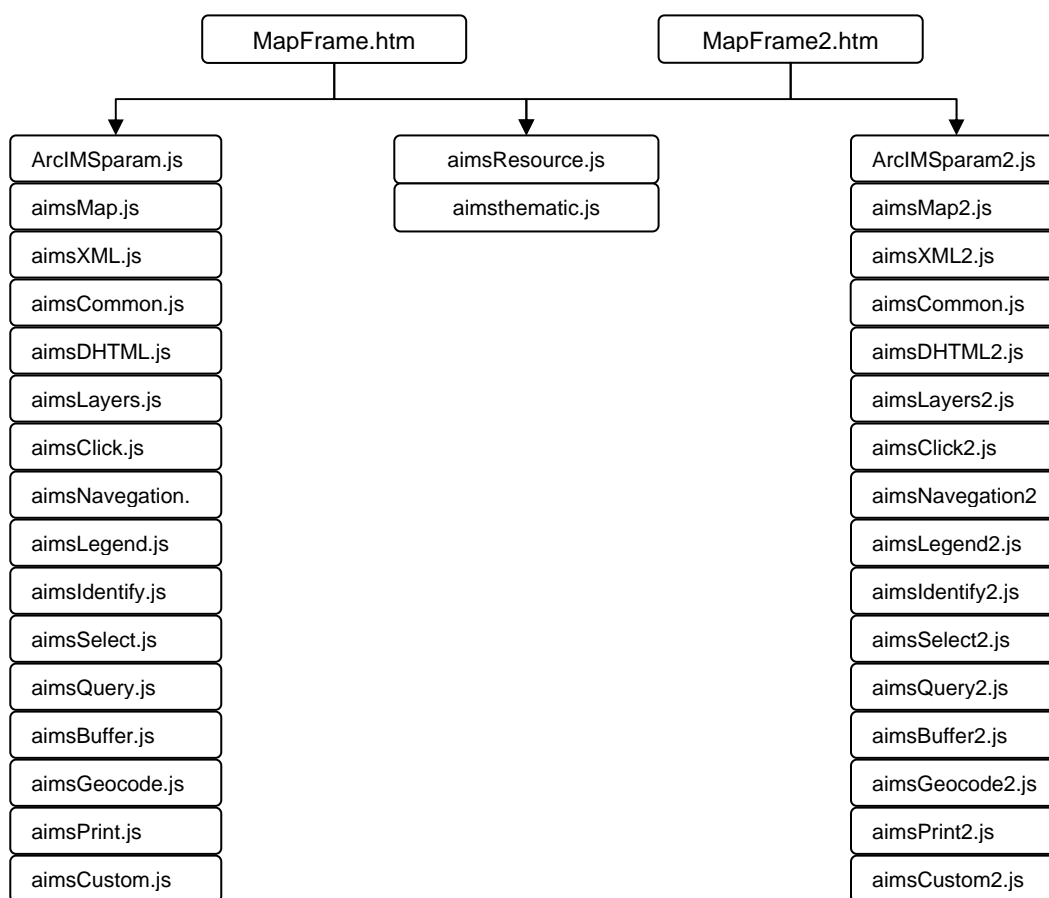 MapFrame.htm
MapFrame2.htm
ArcIMSparam.js
aimsMap.js
aimsXML.js
aimsCommon.js
aimsDHTML.js
aimsLayers.js
aimsClick.js
aimsNavegation.
aimsLegend.js
aimsIdentify.js
aimsSelect.js
aimsQuery.js
aimsBuffer.js
aimsGeocode.js
aimsPrint.js
aimsCustom.js
aimsResource.js
aimsthematic.js
ArcIMSparam2.js
aimsMap2.js
aimsXML2.js
aimsCommon.js
aimsDHTML2.js
aimsLayers2.js
aimsClick2.js
aimsNavegation2
aimsLegend2.js
aimsIdentify2.js
aimsSelect2.js
aimsQuery2.js
aimsBuffer2.js
aimsGeocode2.js
aimsPrint2.js
aimsCustom2.js